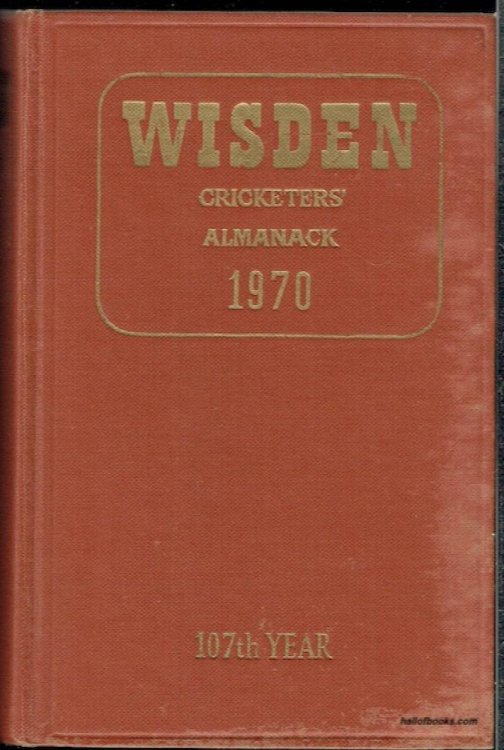 WISDEN
CRICKETERS'
ALMANACK
1970
107th YEAR
hallofbooks.com